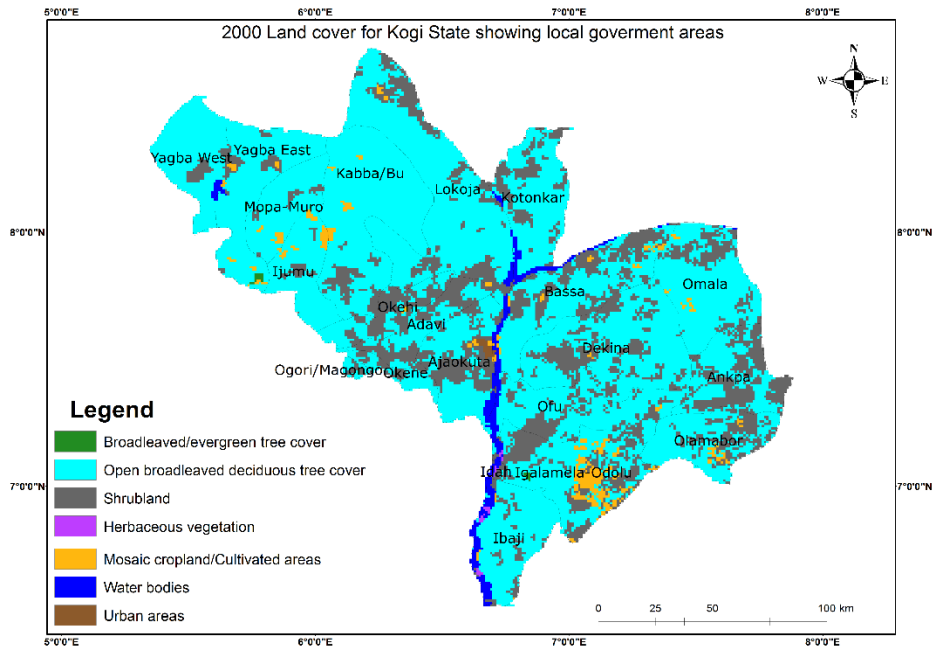 5°0'0"E 6°0'0"E 7°0'0"E 8°0'0"E
2000 Land cover for Kogi State showing local goverment areas
N
W E
S
Yagba West
Yagba East
Kabba/Bu
Lokoja
Kotonkar
Mopa-Muro
8°0'0"N
8°0'0"N
Ijumu
Bassa
Omala
Okehi
Adavi
Dekina
Ajaokuta
Ogori/Magongo
Okene
Ankpa
Ofu
Olamabor
Idah
Igalamela-Odolu
7°0'0"N
7°0'0"N
Ibaji
Legend
Broadleaved/evergreen tree cover
Open broadleaved deciduous tree cover
Shrubland
Herbaceous vegetation
Mosaic cropland/Cultivated areas
Water bodies
Urban areas
0 25 50 100 km
5°0'0"E 6°0'0"E 7°0'0"E 8°0'0"E